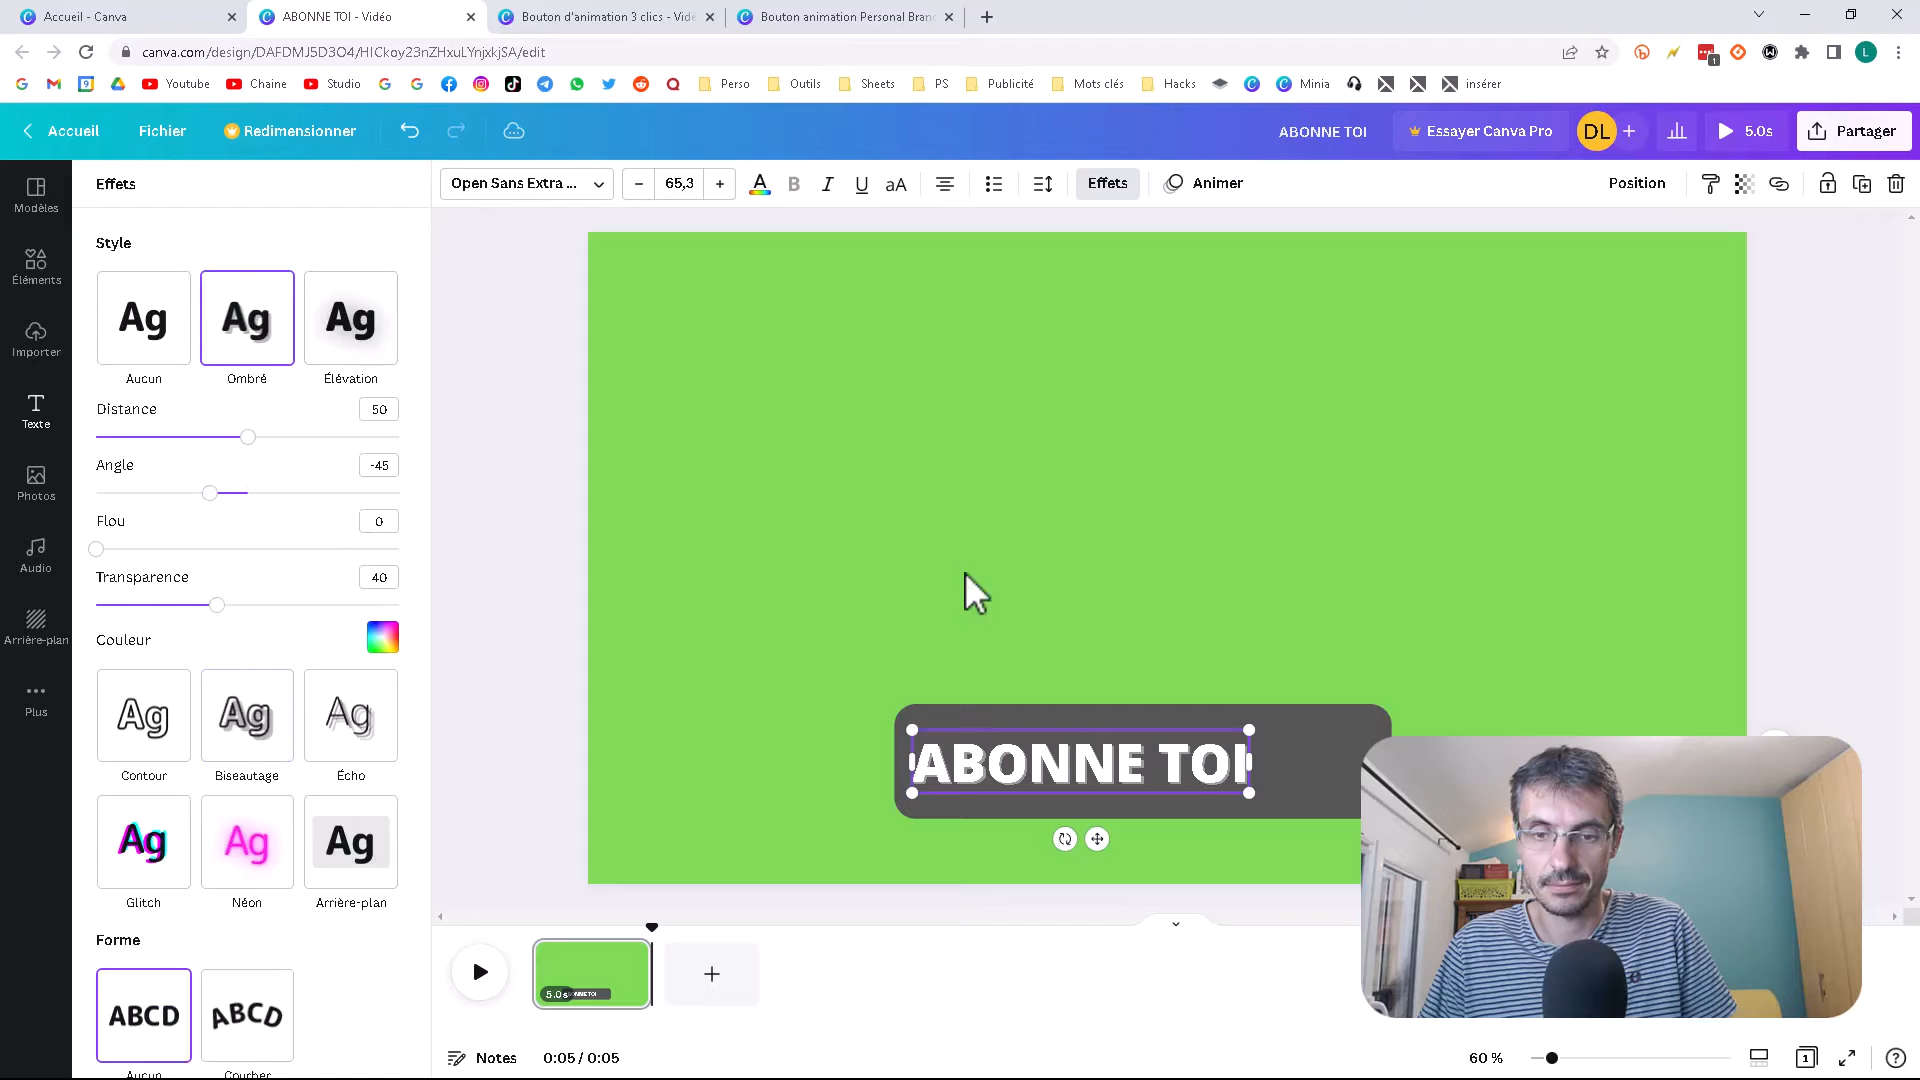 Accueil - Canva
ABONNE TOI - Vidéo
Bouton d'animation 3 clics - Vidé
Bouton animation Personal Bran
canva.com/design/DAFDMJ5D3O4/HICkoy23nZHxuLYnjxkjSA/edit
Youtube
Chaine
Studio
Perso
Outils
Sheets
PS
Publicité
Mots clés
Hacks
Minia
insérer
Accueil
Fichier
Redimensionner
ABONNE TOI
Essayer Canva Pro
DL
5.0s
Partager
Effets
Open Sans Extra ...
65,3
A
B
I
U
aA
Effets
Animer
Position
Modèles
Éléments
Importer
Texte
Photos
Audio
Arrière-plan
Plus
Style
Ag
Ag
Ag
Aucun
Ombré
Élévation
Distance
50
Angle
-45
Flou
0
Transparence
40
Couleur
Ag
Ag
Ag
Contour
Biseautage
Écho
Ag
Ag
Ag
Glitch
Néon
Arrière-plan
Forme
ABCD
ABCD
Aucun
Courber
ABONNE TOI
5.0s
Notes
0:05 / 0:05
60 %
1